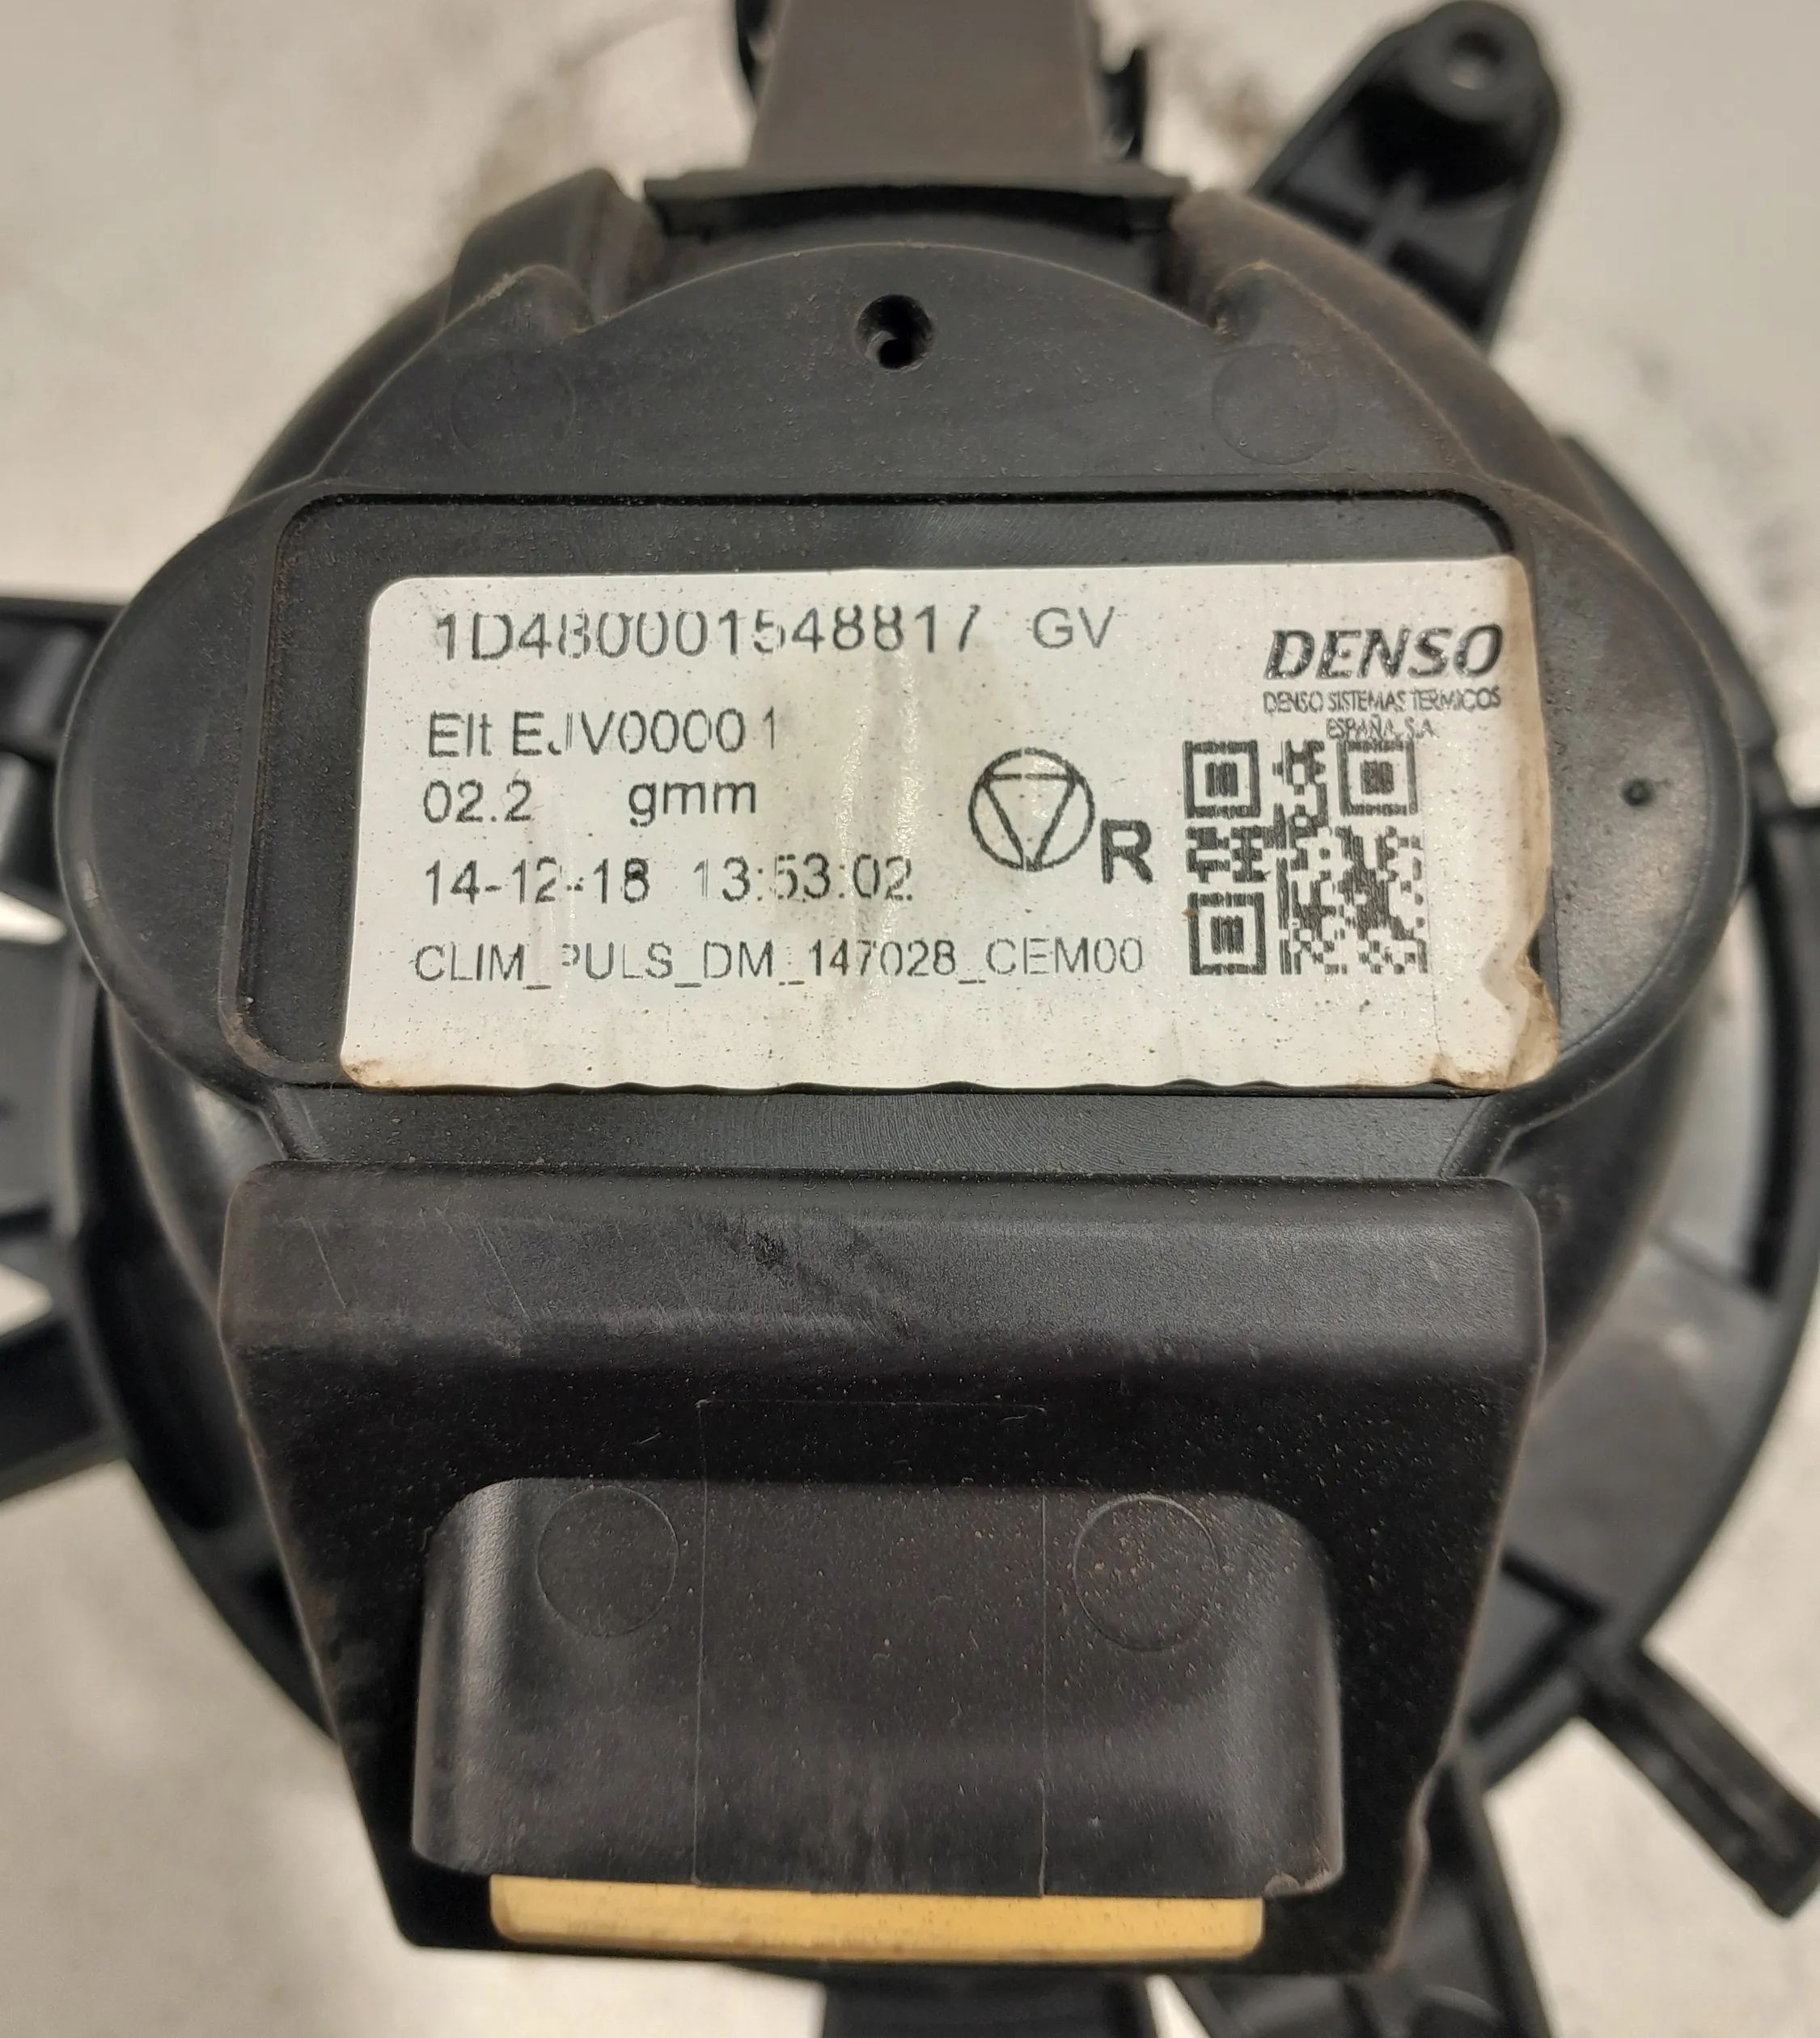 1D480001548817 GV
DENSO
DENSO SISTEMAS TERMICOS
ESPAÑA, S.A.
Elt EJV00001
02.2 gmm
R
14-12-18 13:53:02
CLIM_PULS_DM_147028_CEM00